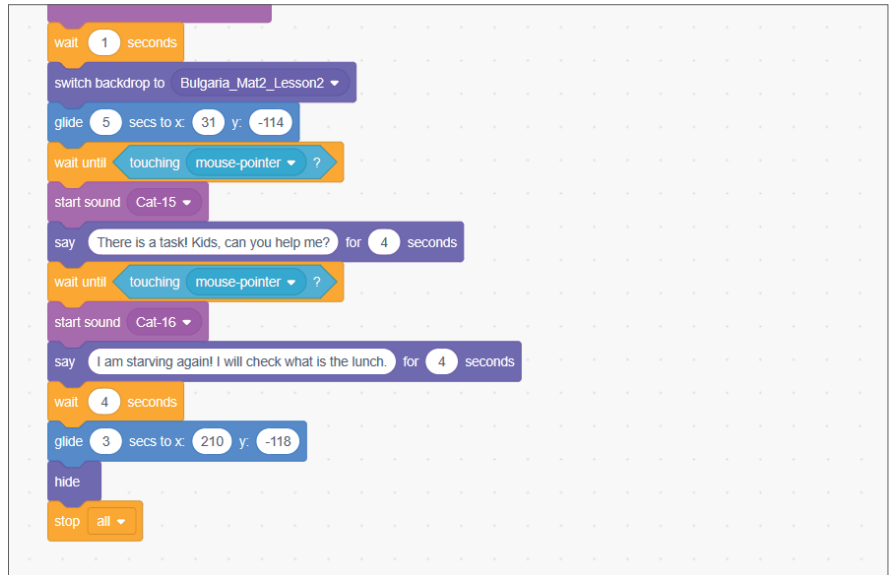 wait 1 seconds
switch backdrop to Bulgaria_Mat2_Lesson2
glide 5 secs to x: 31 y: -114
wait until touching mouse-pointer ?
start sound Cat-15
say There is a task! Kids, can you help me? for 4 seconds
wait until touching mouse-pointer ?
start sound Cat-16
say I am starving again! I will check what is the lunch. for 4 seconds
wait 4 seconds
glide 3 secs to x: 210 y: -118
hide
stop all